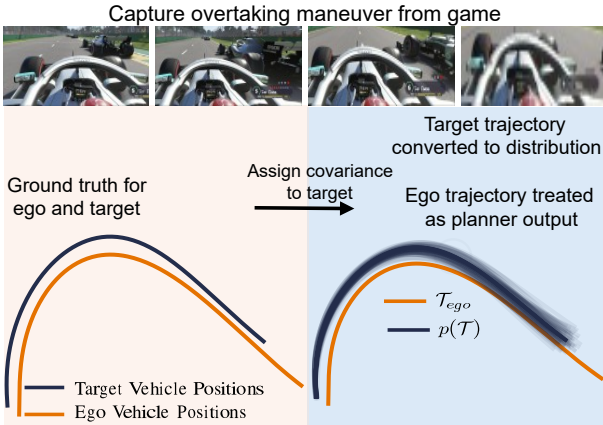 Capture overtaking maneuver from game
Target trajectory
converted to distribution
Assign covariance
to target
Ground truth for
ego and target
Ego trajectory treated
as planner output
𝒯ego
p(𝒯)
Target Vehicle Positions
Ego Vehicle Positions